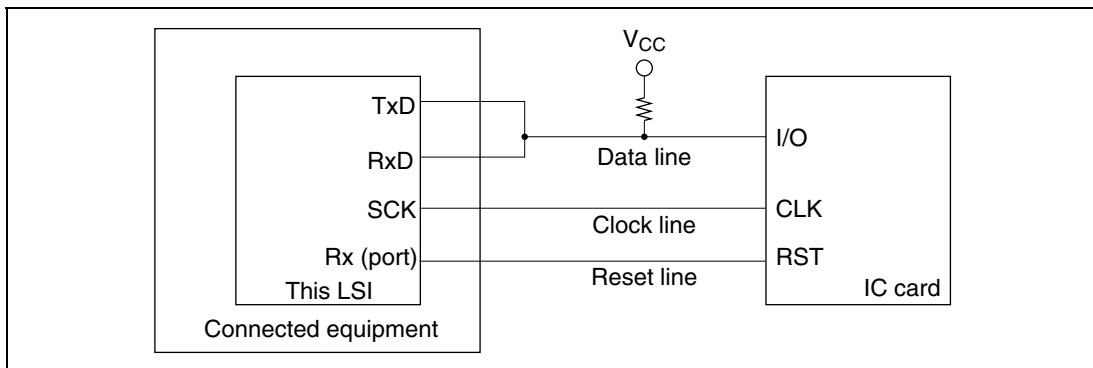 V_CC
TxD
RxD
SCK
Rx (port)
This LSI
Connected equipment
Data line
Clock line
Reset line
I/O
CLK
RST
IC card